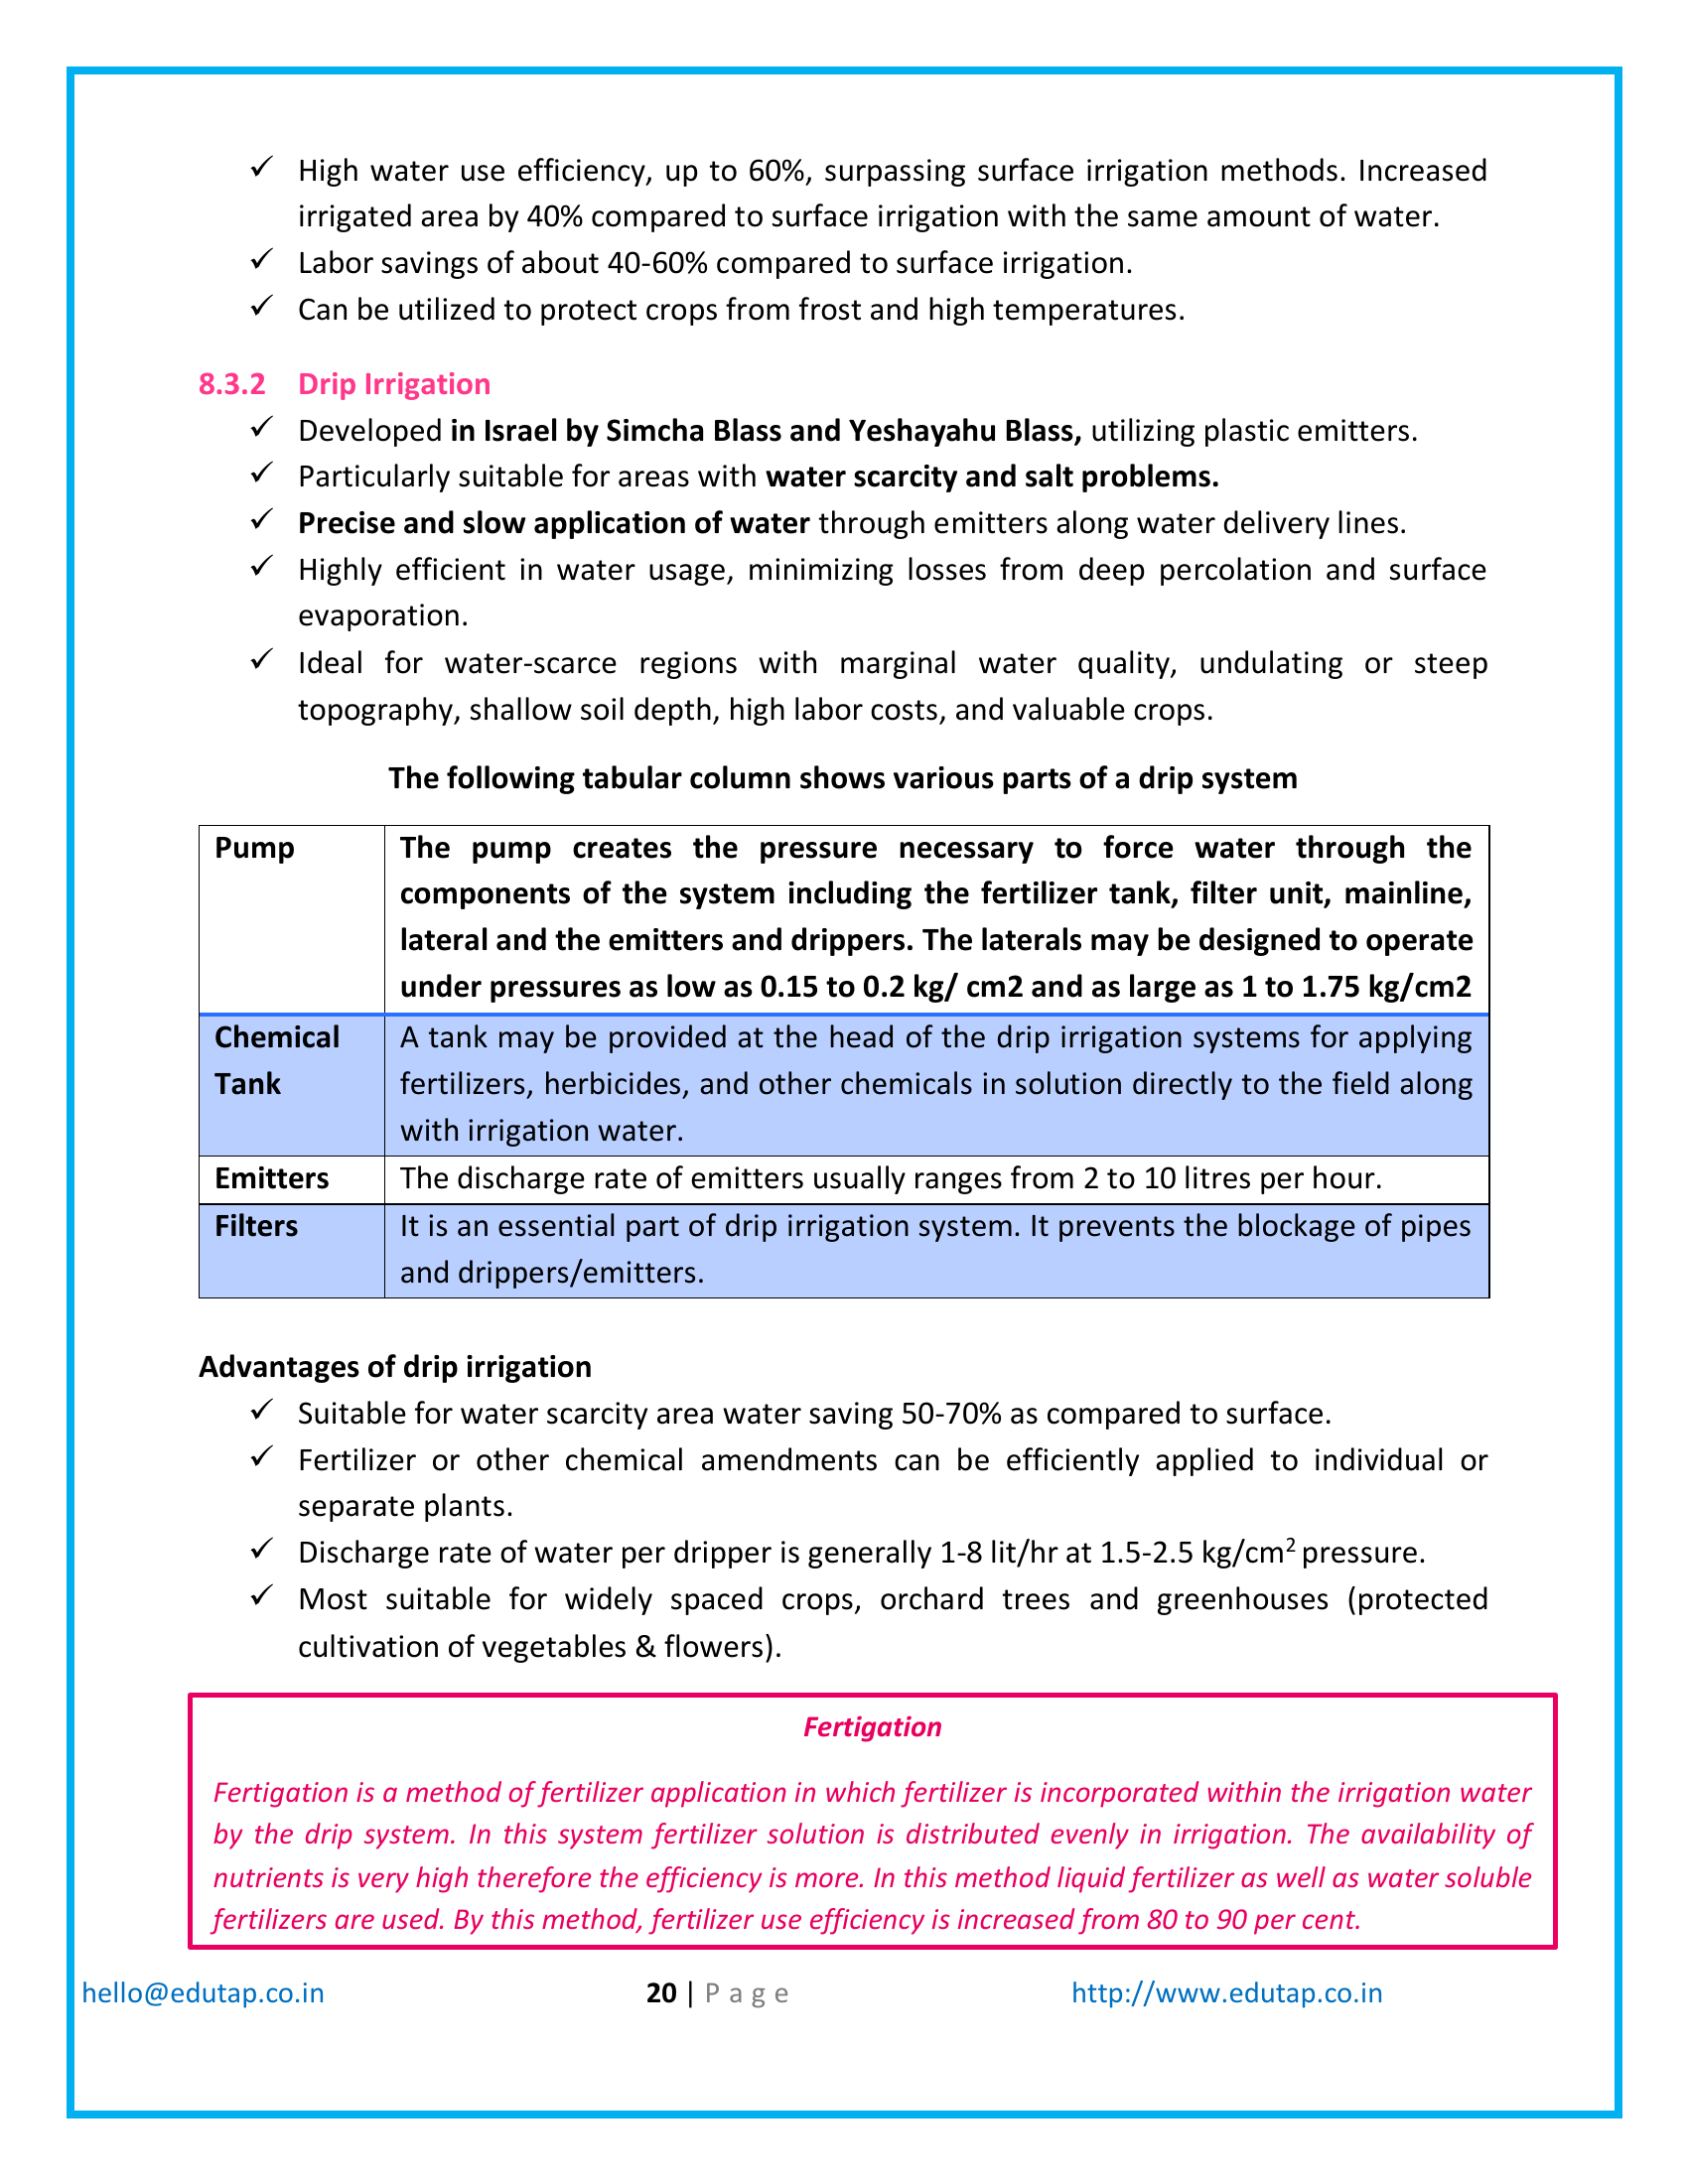 ✓ High water use efficiency, up to 60%, surpassing surface irrigation methods. Increased
irrigated area by 40% compared to surface irrigation with the same amount of water.
✓ Labor savings of about 40-60% compared to surface irrigation.
✓ Can be utilized to protect crops from frost and high temperatures.
8.3.2 Drip Irrigation
✓ Developed in Israel by Simcha Blass and Yeshayahu Blass, utilizing plastic emitters.
✓ Particularly suitable for areas with water scarcity and salt problems.
✓ Precise and slow application of water through emitters along water delivery lines.
✓ Highly efficient in water usage, minimizing losses from deep percolation and surface
evaporation.
✓ Ideal for water-scarce regions with marginal water quality, undulating or steep
topography, shallow soil depth, high labor costs, and valuable crops.
The following tabular column shows various parts of a drip system
Pump The pump creates the pressure necessary to force water through the
components of the system including the fertilizer tank, filter unit, mainline,
lateral and the emitters and drippers. The laterals may be designed to operate
under pressures as low as 0.15 to 0.2 kg/ cm2 and as large as 1 to 1.75 kg/cm2
Chemical A tank may be provided at the head of the drip irrigation systems for applying
Tank fertilizers, herbicides, and other chemicals in solution directly to the field along
with irrigation water.
Emitters The discharge rate of emitters usually ranges from 2 to 10 litres per hour.
Filters It is an essential part of drip irrigation system. It prevents the blockage of pipes
and drippers/emitters.
Advantages of drip irrigation
✓ Suitable for water scarcity area water saving 50-70% as compared to surface.
✓ Fertilizer or other chemical amendments can be efficiently applied to individual or
separate plants.
✓ Discharge rate of water per dripper is generally 1-8 lit/hr at 1.5-2.5 kg/cm² pressure.
✓ Most suitable for widely spaced crops, orchard trees and greenhouses (protected
cultivation of vegetables & flowers).
Fertigation
Fertigation is a method of fertilizer application in which fertilizer is incorporated within the irrigation water
by the drip system. In this system fertilizer solution is distributed evenly in irrigation. The availability of
nutrients is very high therefore the efficiency is more. In this method liquid fertilizer as well as water soluble
fertilizers are used. By this method, fertilizer use efficiency is increased from 80 to 90 per cent.
hello@edutap.co.in 20 | Page http://www.edutap.co.in